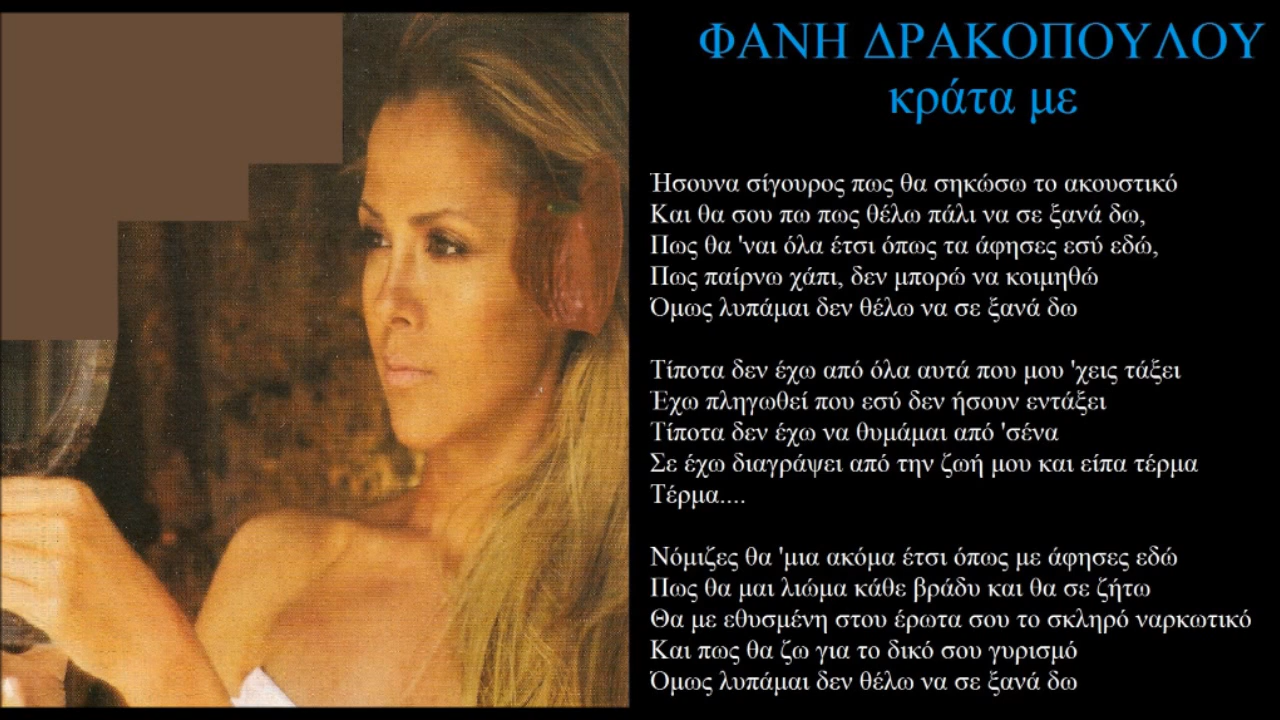 ΦΑΝΗ ΔΡΑΚΟΠΟΥΛΟΥ
κράτα με
Ήσουνα σίγουρος πως θα σηκώσω το ακουστικό
Και θα σου πω πως θέλω πάλι να σε ξανά δω,
Πως θα 'ναι όλα έτσι όπως τα άφησες εσύ εδώ,
Πως παίρνω χάπι, δεν μπορώ να κοιμηθώ
Όμως λυπάμαι δεν θέλω να σε ξανά δω
Τίποτα δεν έχω από όλα αυτά που μου 'χεις τάξει
Έχω πληγωθεί που εσύ δεν ήσουν εντάξει
Τίποτα δεν έχω να θυμάμαι από 'σένα
Σε έχω διαγράψει από την ζωή μου και είπα τέρμα
Τέρμα....
Νόμιζες θα 'μια ακόμα έτσι όπως με άφησες εδώ
Πως θα μαι λιώμα κάθε βράδυ και θα σε ζήτω
Θα με εθυσμένη στου έρωτα σου το σκληρό ναρκωτικό
Και πως θα ζω για το δικό σου γυρισμό
Όμως λυπάμαι δεν θέλω να σε ξανά δω